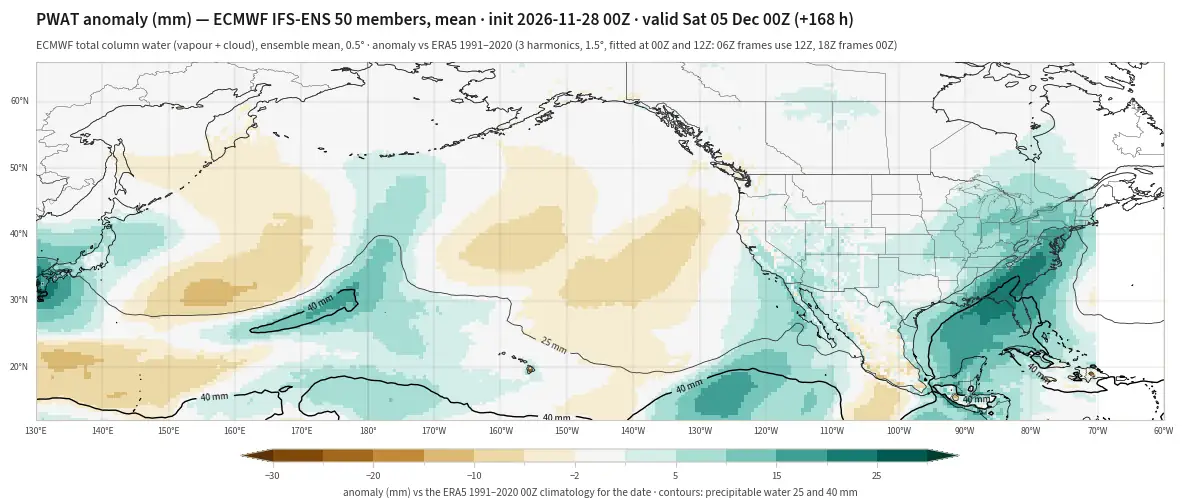 PWAT anomaly (mm) — ECMWF IFS-ENS 50 members, mean · init 2026-11-28 00Z · valid Sat 05 Dec 00Z (+168 h)
ECMWF total column water (vapour + cloud), ensemble mean, 0.5° · anomaly vs ERA5 1991–2020 (3 harmonics, 1.5°, fitted at 00Z and 12Z: 06Z frames use 12Z, 18Z frames 00Z)
60°N
50°N
40°N
30°N
20°N
40 mm
25 mm
40 mm
40 mm
40 mm
40 mm
40 mm
130°E 140°E 150°E 160°E 170°E 180° 170°W 160°W 150°W 140°W 130°W 120°W 110°W 100°W 90°W 80°W 70°W 60°W
−30 −20 −10 −2 5 15 25
anomaly (mm) vs the ERA5 1991–2020 00Z climatology for the date · contours: precipitable water 25 and 40 mm